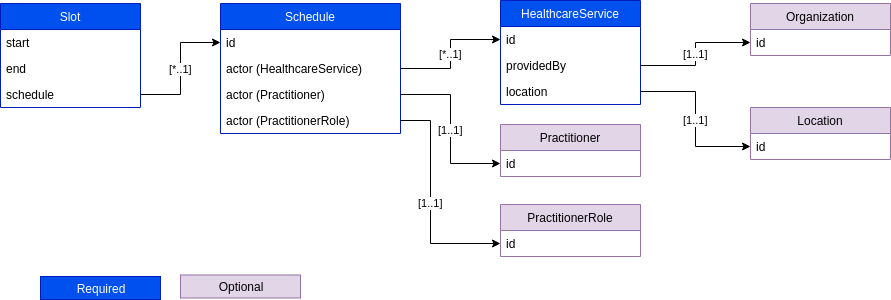 Slot
start
end
schedule
[*..1]
Schedule
id
actor (HealthcareService)
actor (Practitioner)
actor (PractitionerRole)
[*..1]
[1..1]
[1..1]
HealthcareService
id
providedBy
location
[1..1]
[1..1]
Organization
id
Location
id
Practitioner
id
PractitionerRole
id
Required
Optional